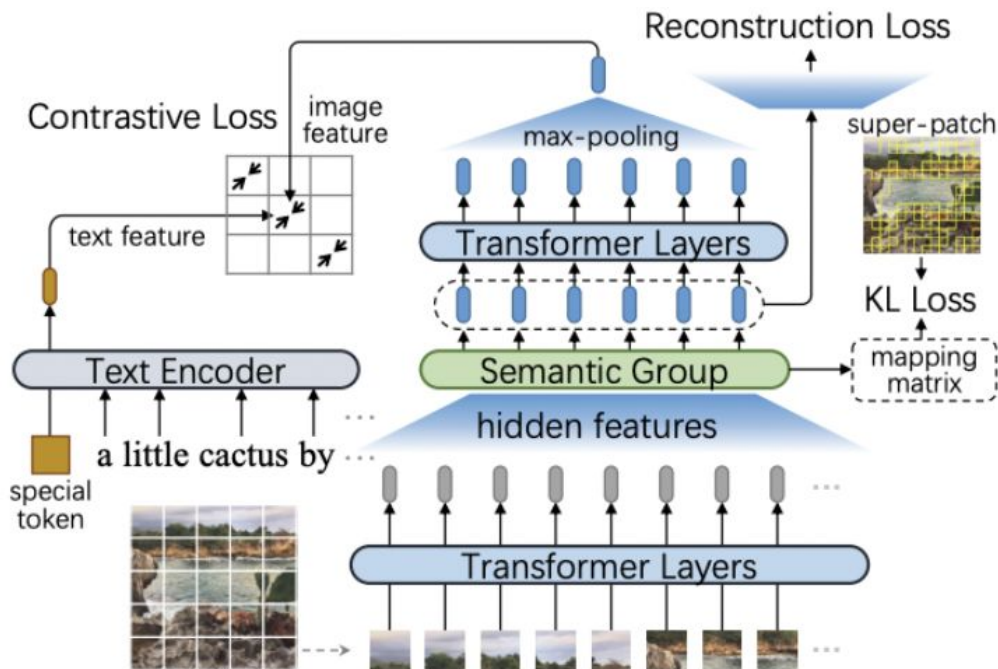 Reconstruction Loss
Contrastive Loss
image
feature
max-pooling
super-patch
text feature
Transformer Layers
KL Loss
Text Encoder
Semantic Group
mapping
matrix
...
hidden features
a little cactus by ...
special
token
...
Transformer Layers
...